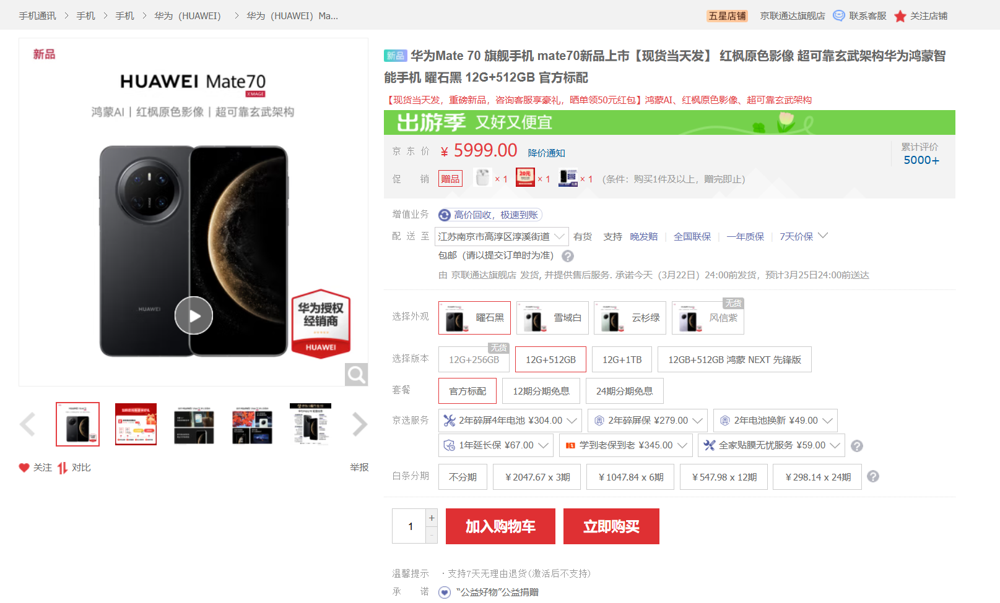 手机通讯 > 手机 > 手机 > 华为（HUAWEI） > 华为（HUAWEI）Ma...
五星店铺 京联通达旗舰店 联系客服 关注店铺
新品
HUAWEI Mate70
XMAGE
鸿蒙AI | 红枫原色影像 | 超可靠玄武架构
HUAWEI
华为授权
经销商
HUAWEI
关注 对比 举报
新品 华为Mate 70 旗舰手机 mate70新品上市【现货当天发】 红枫原色影像 超可靠玄武架构华为鸿蒙智
能手机 曜石黑 12G+512GB 官方标配
【现货当天发，重磅新品，咨询客服享豪礼，晒单领50元红包】鸿蒙AI、红枫原色影像、超可靠玄武架构
出游季 又好又便宜
京东价 ￥ 5999.00 降价通知
累计评价
5000+
促销 赠品 × 1 20元 × 1 × 1 （条件：购买1件及以上，赠完即止）
增值业务 高价回收，极速到账
配送至 江苏南京市高淳区淳溪街道 有货 支持 晚发赔 | 全国联保 | 一年质保 | 7天价保
包邮（请以提交订单时为准） ?
由 京联通达旗舰店 发货, 并提供售后服务. 承诺今天（3月22日）24:00前发货，预计3月25日24:00前送达
选择外观 曜石黑 雪域白 云杉绿 风信紫 无货
选择版本 12G+256GB 无货 12G+512GB 12G+1TB 12GB+512GB 鸿蒙 NEXT 先锋版
套餐 官方标配 12期分期免息 24期分期免息
京选服务 2年碎屏4年电池 ¥304.00 2年碎屏保 ¥279.00 2年电池换新 ¥49.00
1年延长保 ¥67.00 学到老保到老 ¥345.00 全家贴膜无忧服务 ¥59.00 ?
白条分期 不分期 ￥2047.67 x 3期 ￥1047.84 x 6期 ￥547.98 x 12期 ￥298.14 x 24期 ?
1 + - 加入购物车 立即购买
温馨提示 · 支持7天无理由退货(激活后不支持)
承诺 “公益好物”公益捐赠